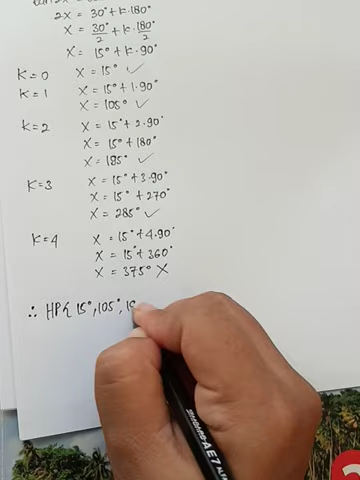 2x = 30° + k.180°
x = 30°/2 + k.180°/2
x = 15° + k.90°
k=0 x = 15° ✓
k=1 x = 15° + 1.90°
x = 105° ✓
k=2 x = 15° + 2.90°
x = 15° + 180°
x = 195° ✓
k=3 x = 15° + 3.90°
x = 15° + 270°
x = 285° ✓
k=4 x = 15° + 4.90°
x = 15° + 360°
x = 375° X
∴ HP{ 15°, 105°, 19
AE7